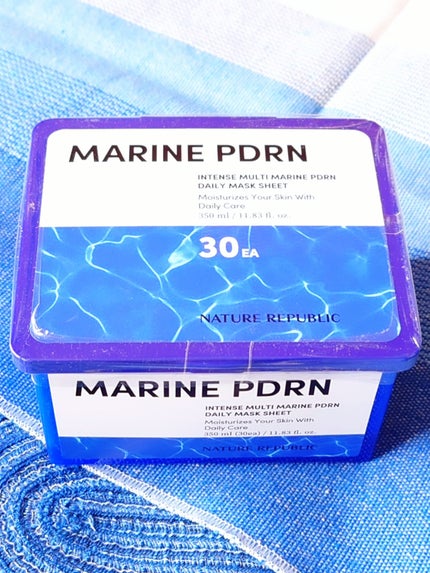 MARINE PDRN
INTENSE MULTI MARINE PDRN
DAILY MASK SHEET
Moisturizes Your Skin With
Daily Care
350 ml / 11.83 fl. oz.
30 EA
NATURE REPUBLIC
MARINE PDRN
INTENSE MULTI MARINE PDRN
DAILY MASK SHEET
Moisturizes Your Skin With
Daily Care
350 ml (30ea) / 11.83 fl. oz.
NATURE REPUBLIC